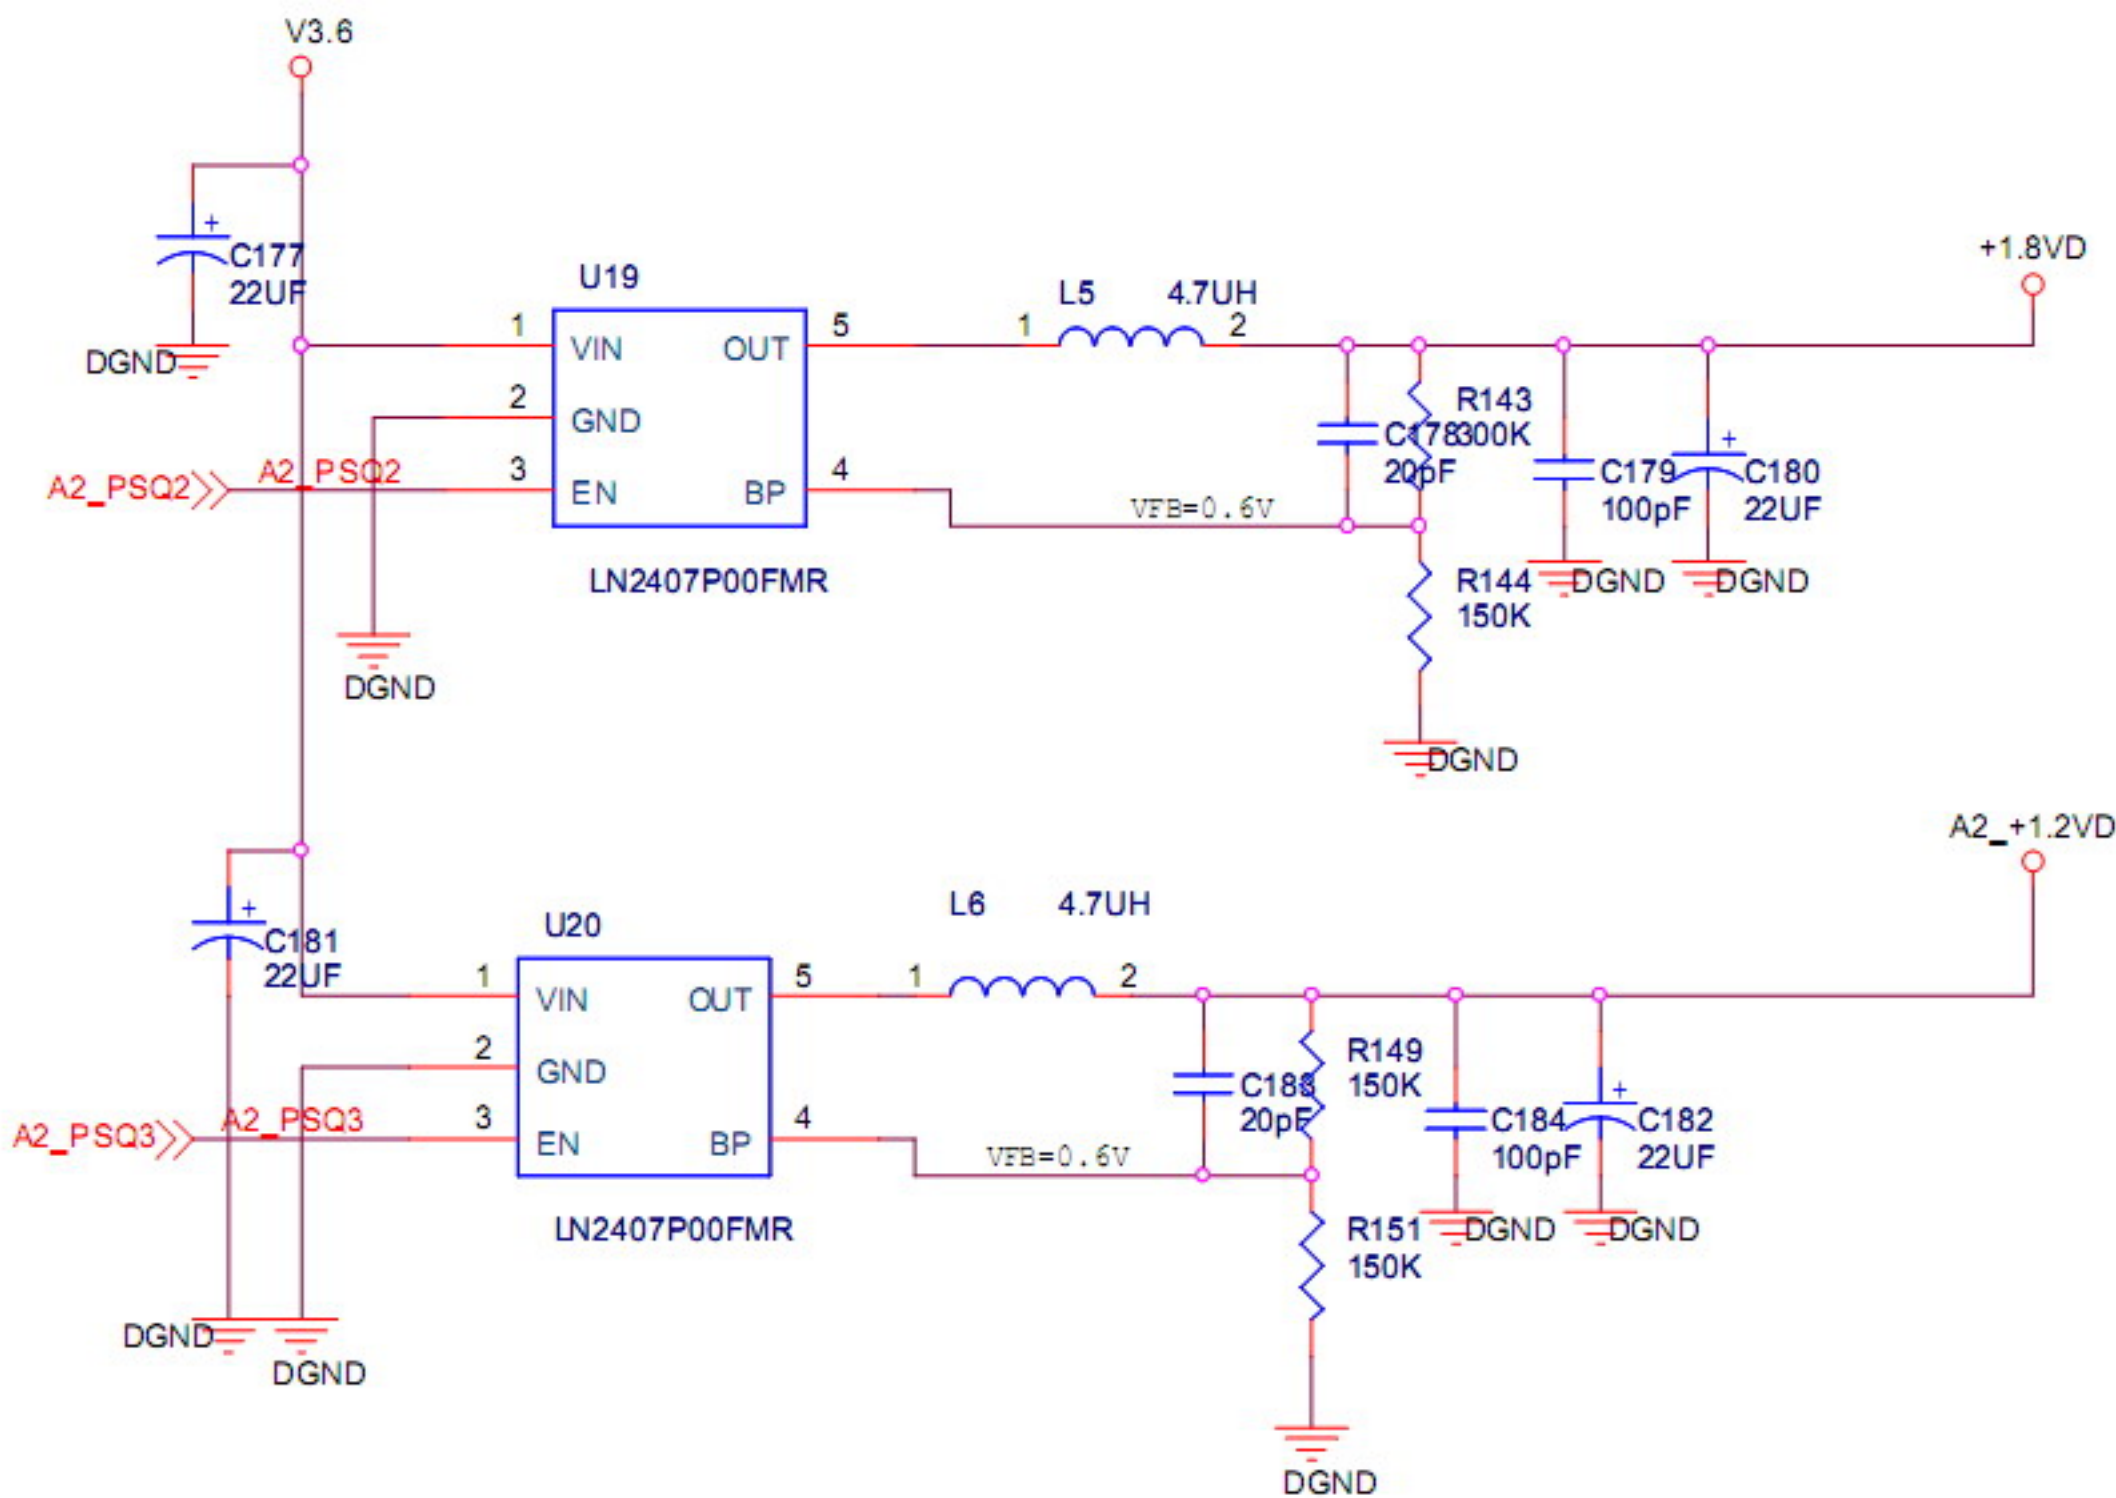 V3.6
+
C177
22UF
DGND
U19
1
VIN
OUT
5
2
GND
3
EN
BP
4
LN2407P00FMR
A2_PSQ2
A2_PSQ2
DGND
L5
4.7UH
1
2
+1.8VD
C178
20pF
R143
300K
VFB=0.6V
R144
150K
DGND
C179
100pF
DGND
+
C180
22UF
DGND
+
C181
22UF
DGND
U20
1
VIN
OUT
5
2
GND
3
EN
BP
4
LN2407P00FMR
A2_PSQ3
A2_PSQ3
DGND
L6
4.7UH
1
2
A2_+1.2VD
C183
20pF
R149
150K
VFB=0.6V
R151
150K
DGND
C184
100pF
DGND
+
C182
22UF
DGND